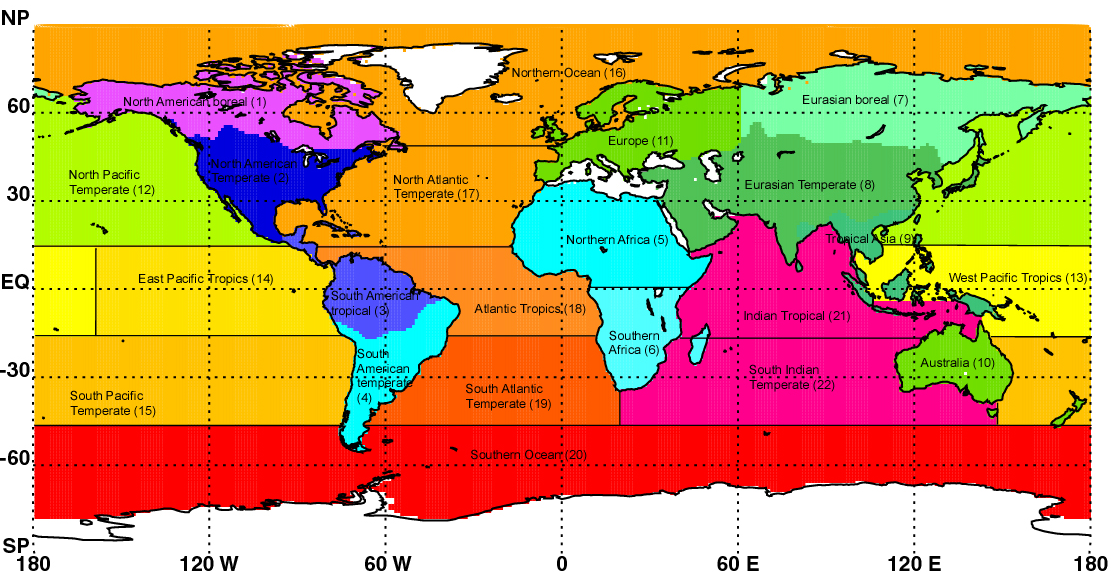 NP
Northern Ocean (16)
North American boreal (1)
Eurasian boreal (7)
60
Europe (11)
North American
Temperate (2)
North Pacific
Temperate (12)
North Atlantic
Temperate (17)
Eurasian Temperate (8)
30
Northern Africa (5)
Tropical Asia (9)
East Pacific Tropics (14)
West Pacific Tropics (13)
EQ
South American
tropical (3)
Atlantic Tropics (18)
Indian Tropical (21)
Southern
Africa (6)
South
American
temperate
(4)
Australia (10)
-30
South Indian
Temperate (22)
South Pacific
Temperate (15)
South Atlantic
Temperate (19)
Southern Ocean (20)
-60
SP
180 120 W 60 W 0 60 E 120 E 180